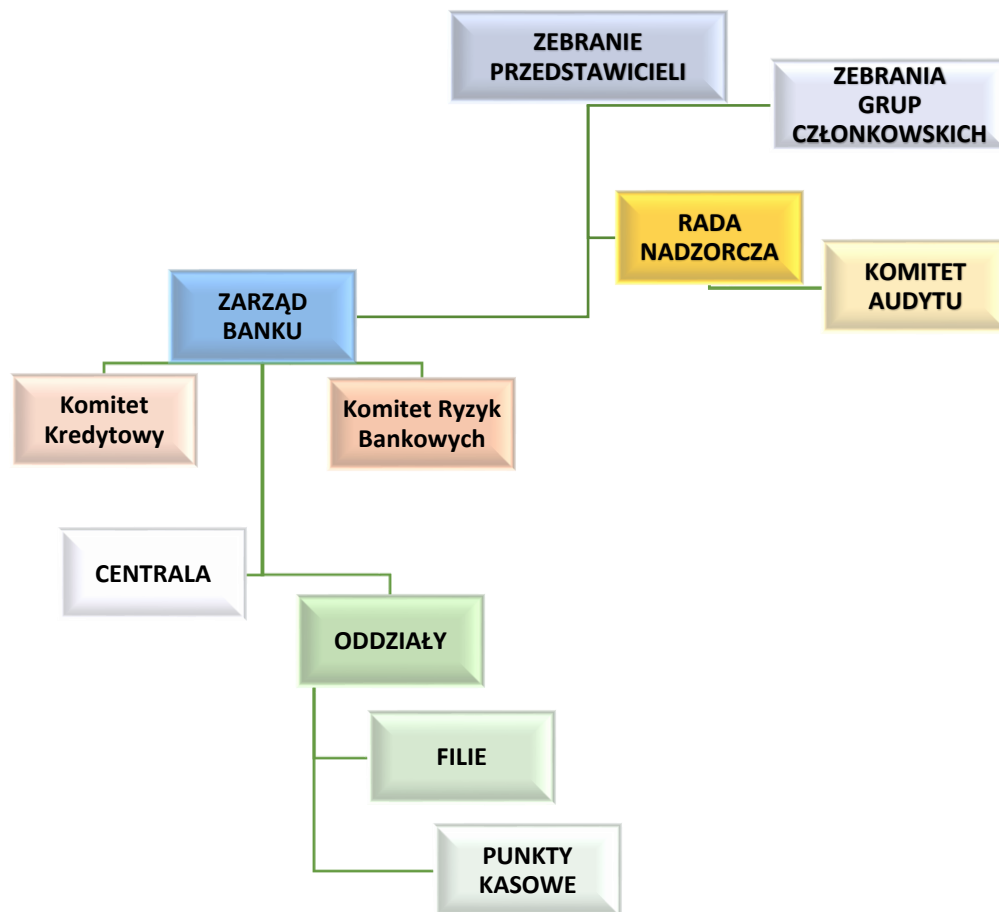 ZEBRANIE
PRZEDSTAWICIELI
ZEBRANIA
GRUP
CZŁONKOWSKICH
RADA
NADZORCZA
KOMITET
AUDYTU
ZARZĄD
BANKU
Komitet
Kredytowy
Komitet Ryzyk
Bankowych
CENTRALA
ODDZIAŁY
FILIE
PUNKTY
KASOWE